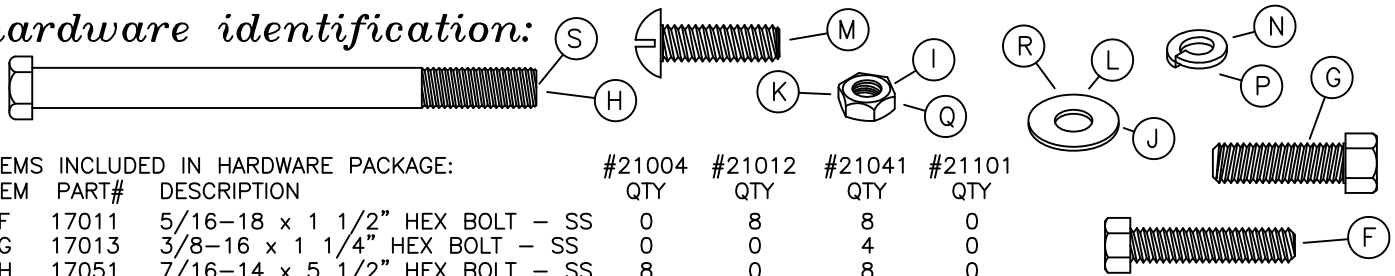 hardware identification:
S
H
M
K
I
Q
R
L
J
N
P
G
F
EMS INCLUDED IN HARDWARE PACKAGE: #21004 #21012 #21041 #21101
EM PART# DESCRIPTION QTY QTY QTY QTY
F 17011 5/16-18 x 1 1/2" HEX BOLT - SS 0 8 8 0
G 17013 3/8-16 x 1 1/4" HEX BOLT - SS 0 0 4 0
H 17051 7/16-14 x 5 1/2" HEX BOLT - SS 8 0 8 0